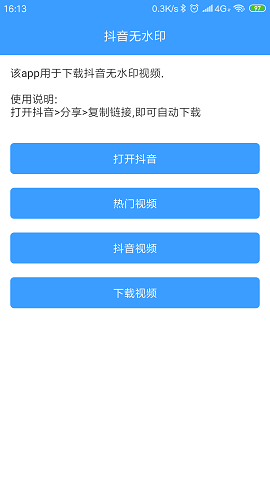 16:13 0.3K/s 4G 97
抖音无水印
该app用于下载抖音无水印视频.
使用说明:
打开抖音>分享>复制链接,即可自动下载
打开抖音
热门视频
抖音视频
下载视频